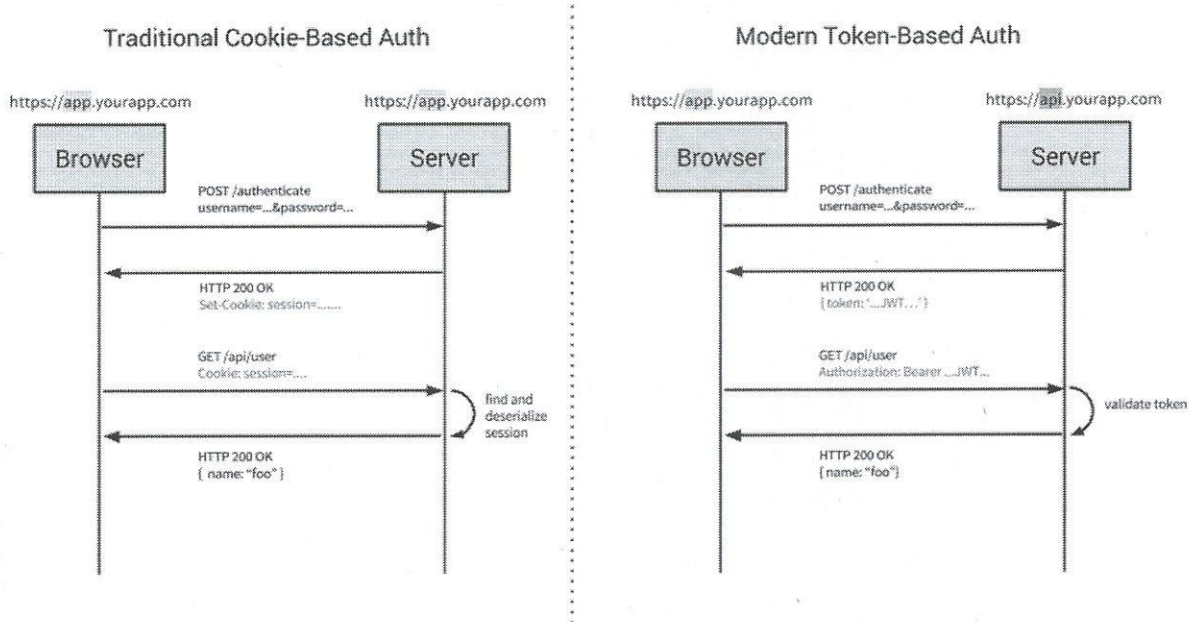 Traditional Cookie-Based Auth
https://app.yourapp.com
https://app.yourapp.com
Browser
Server
POST /authenticate
username=...&password=...
HTTP 200 OK
Set-Cookie: session=.......
GET /api/user
Cookie: session=....
find and
deserialize
session
HTTP 200 OK
{ name: "foo" }
Modern Token-Based Auth
https://app.yourapp.com
https://api.yourapp.com
Browser
Server
POST /authenticate
username=...&password=...
HTTP 200 OK
{ token: '...JWT...' }
GET /api/user
Authorization: Bearer ...JWT...
validate token
HTTP 200 OK
{ name: "foo"}